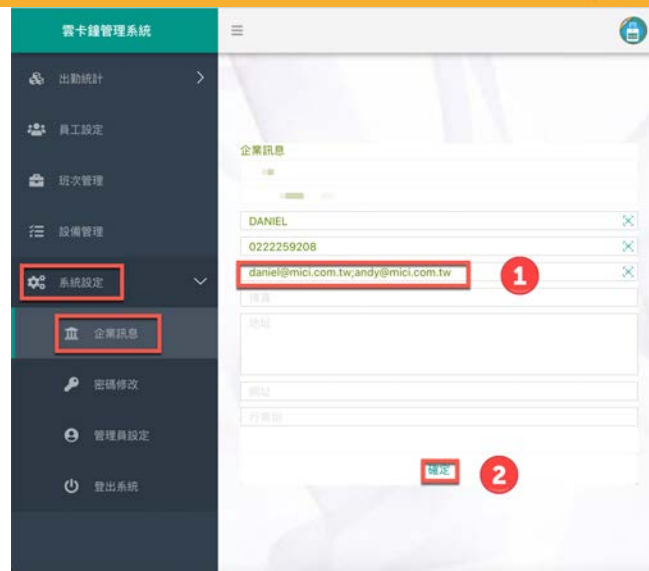 雲卡鐘管理系統
出勤統計
員工設定
班次管理
設備管理
系統設定
企業訊息
密碼修改
管理員設定
登出系統
企業訊息
DANIEL
0222259208
daniel@mici.com.tw;andy@mici.com.tw
1
傳真
地址
網址
確定
2